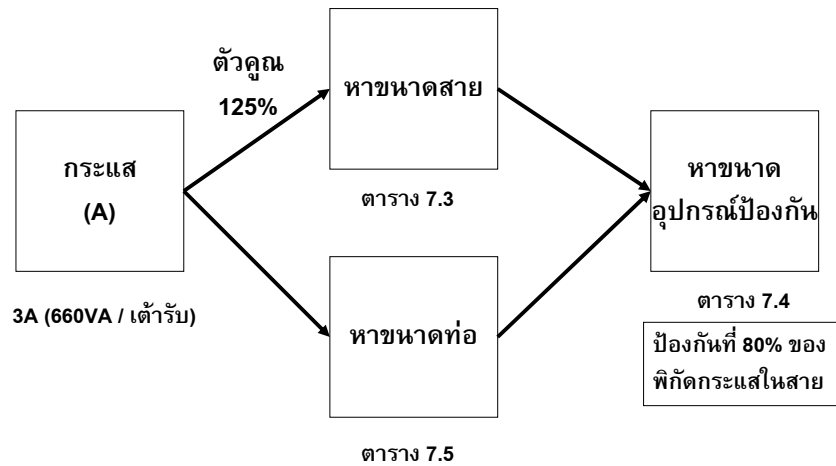 ตัวคูณ
125%
กระแส
(A)
3A (660VA / เต้ารับ)
หาขนาดสาย
ตาราง 7.3
หาขนาดท่อ
ตาราง 7.5
หาขนาด
อุปกรณ์ป้องกัน
ตาราง 7.4
ป้องกันที่ 80% ของ
พิกัดกระแสในสาย